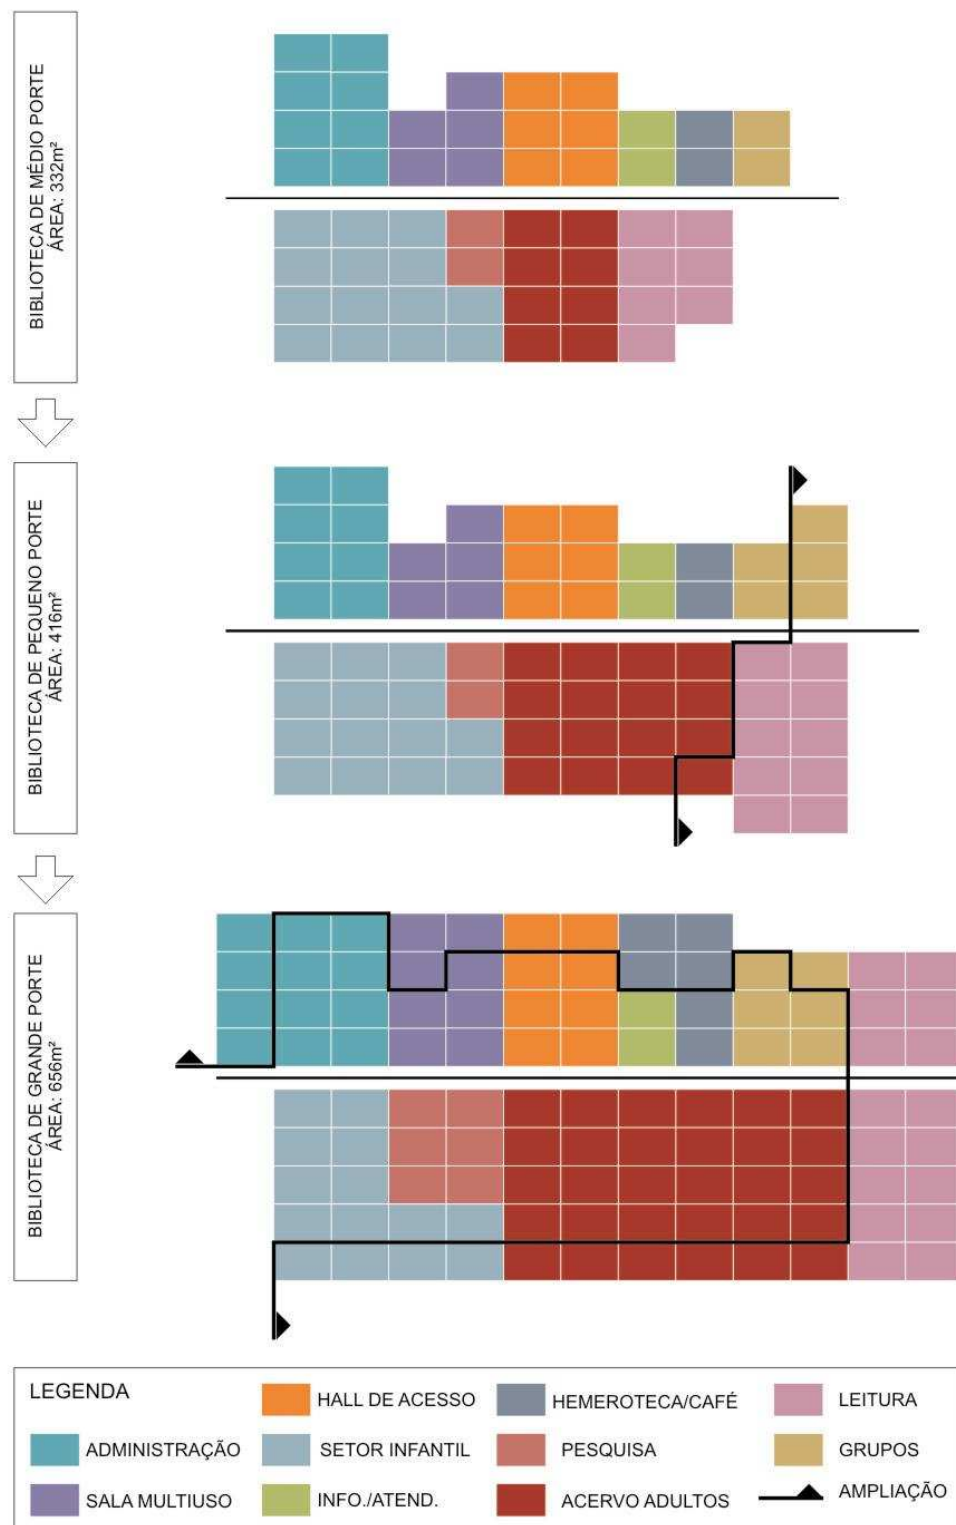 BIBLIOTECA DE MÉDIO PORTE
ÁREA: 332m²
BIBLIOTECA DE PEQUENO PORTE
ÁREA: 416m²
BIBLIOTECA DE GRANDE PORTE
ÁREA: 656m²
LEGENDA
HALL DE ACESSO
HEMEROTECA/CAFÉ
LEITURA
ADMINISTRAÇÃO
SETOR INFANTIL
PESQUISA
GRUPOS
SALA MULTIUSO
INFO./ATEND.
ACERVO ADULTOS
AMPLIAÇÃO